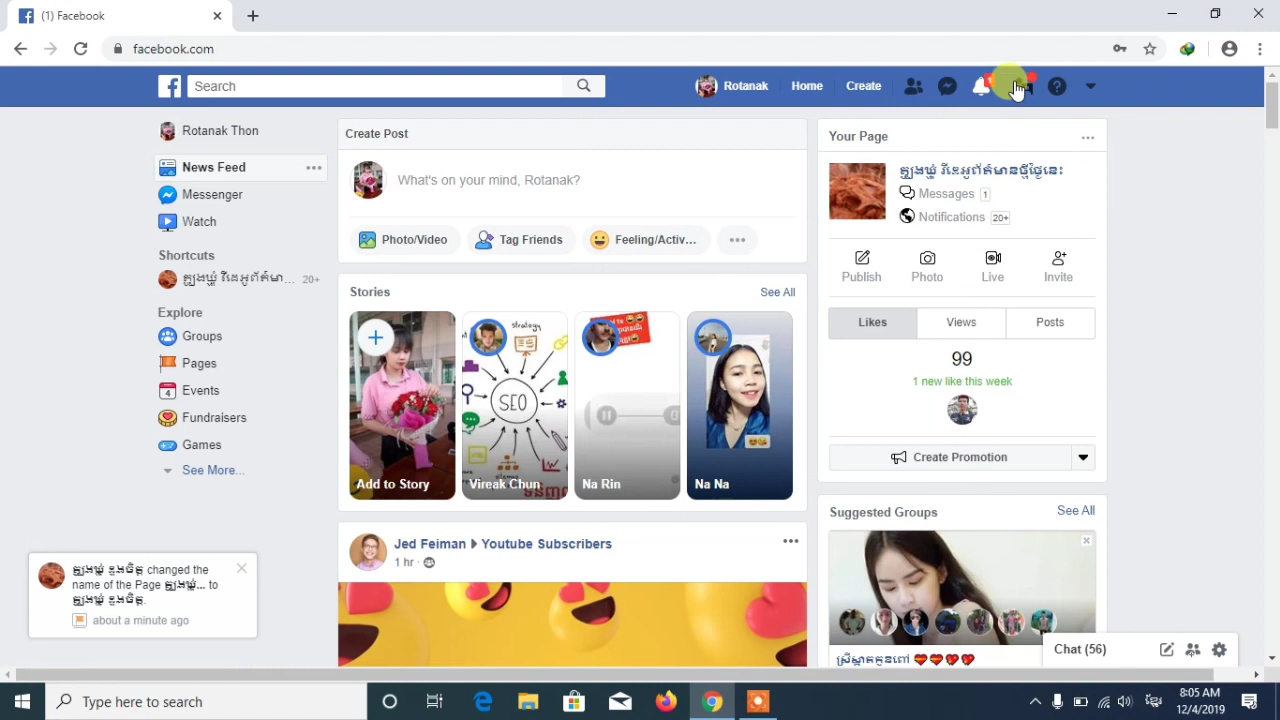 (1) Facebook
facebook.com
Search
Rotanak
Home
Create
Rotanak Thon
News Feed
Messenger
Watch
Shortcuts
20+
Explore
Groups
Pages
4
Events
Fundraisers
Games
See More...
Create Post
What's on your mind, Rotanak?
Photo/Video
Tag Friends
Feeling/Activ...
Stories
See All
Strategy
SEO
Add to Story
Vireak Chun
Na Rin
Na Na
Jed Feiman
Youtube Subscribers
1 hr
Your Page
Messages 1
Notifications 20+
Publish
Photo
Live
Invite
Likes
Views
Posts
99
1 new like this week
Create Promotion
Suggested Groups
See All
changed the
name of the Page
to
about a minute ago
Chat (56)
Type here to search
8:05 AM
12/4/2019